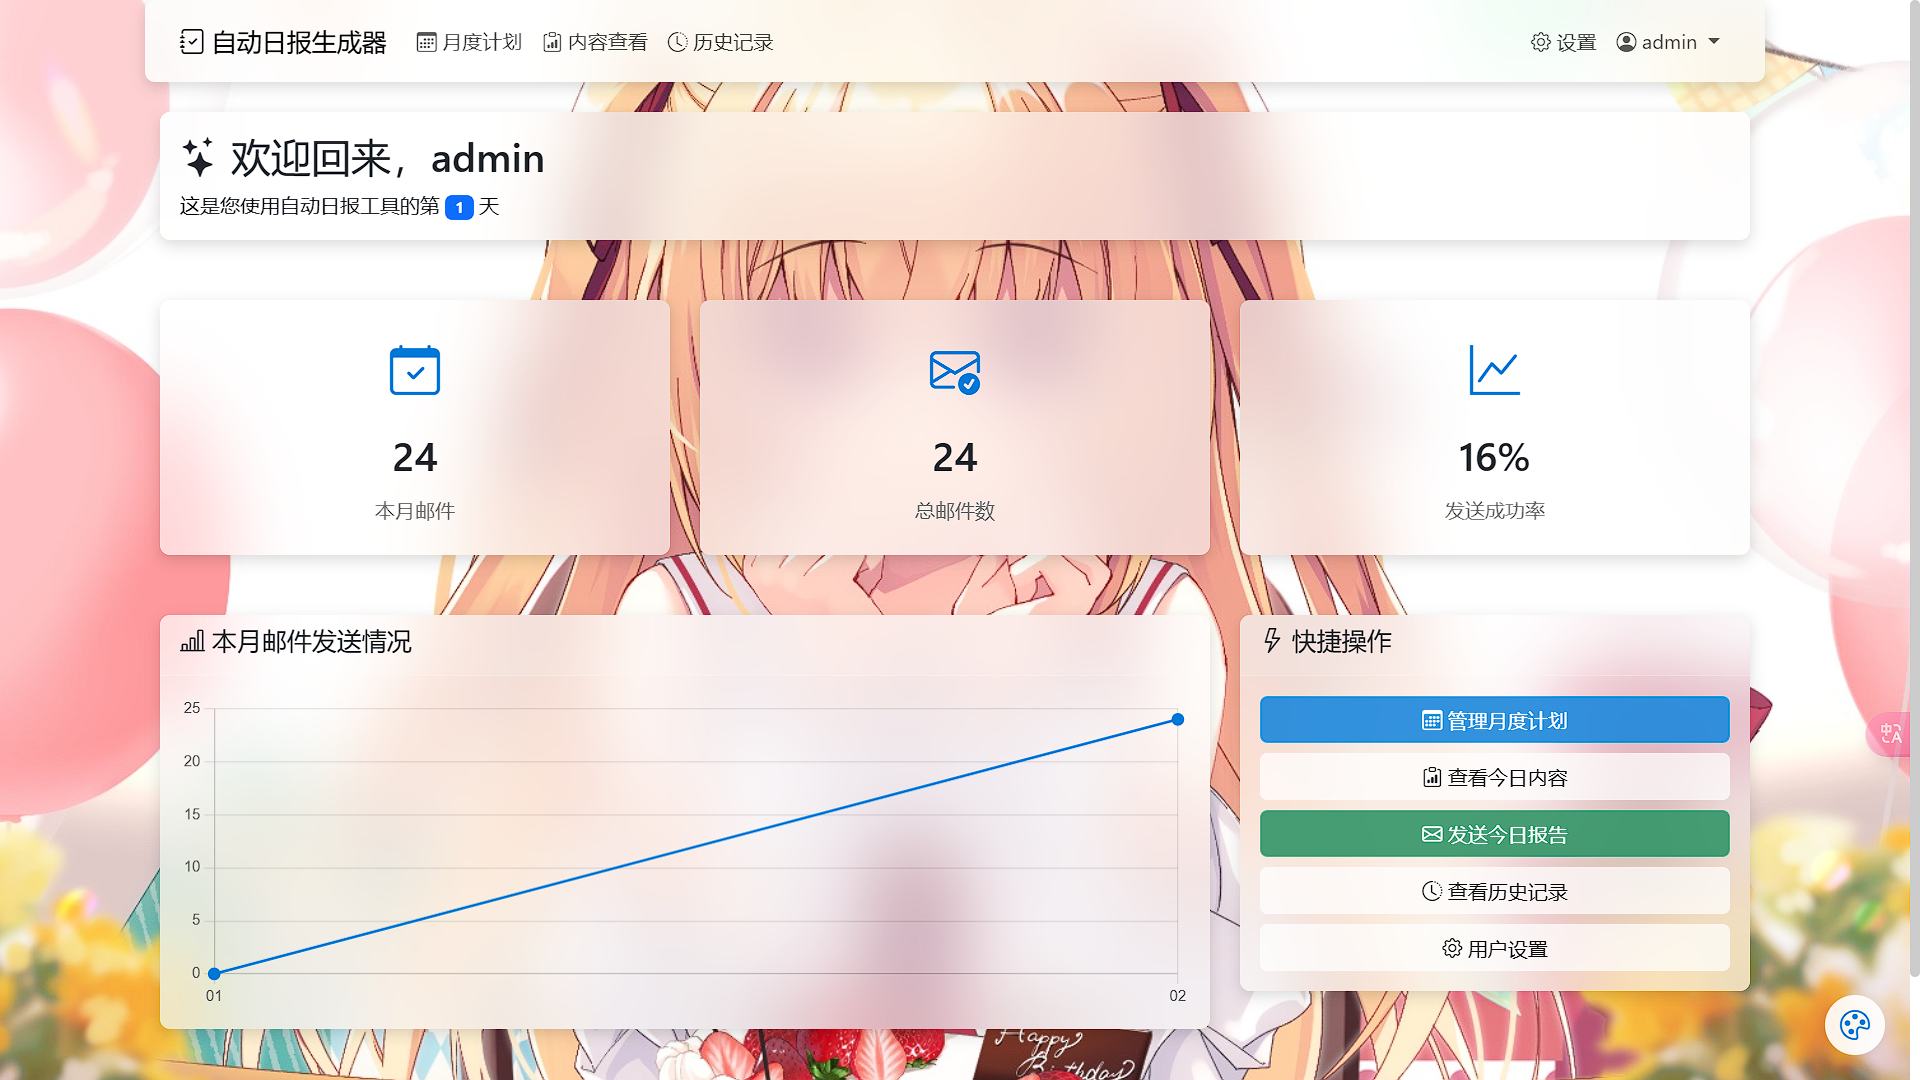 自动日报生成器 月度计划 内容查看 历史记录 设置 admin
欢迎回来，admin
这是您使用自动日报工具的第 1 天
24
本月邮件
24
总邮件数
16%
发送成功率
本月邮件发送情况
25
20
15
10
5
0
01 02
快捷操作
管理月度计划
查看今日内容
发送今日报告
查看历史记录
用户设置
中 A
Happy
Birthday